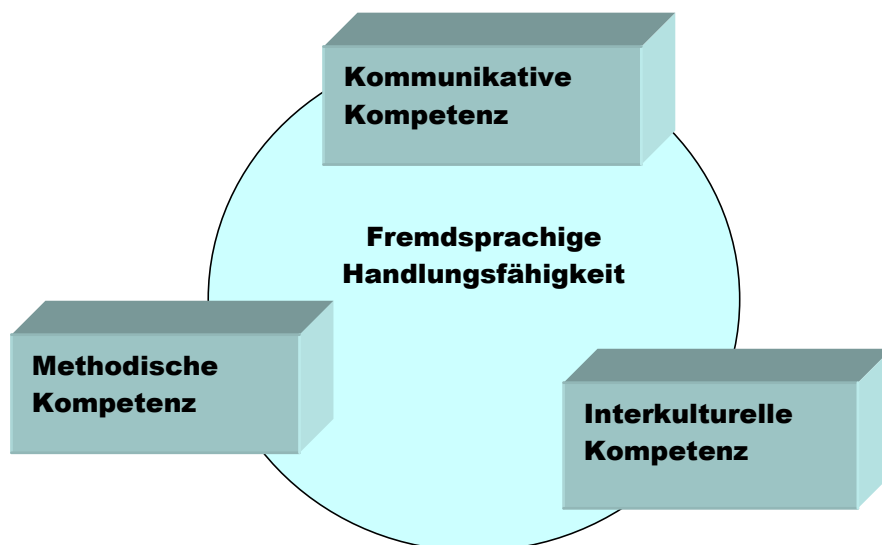 Kommunikative
Kompetenz
Fremdsprachige
Handlungsfähigkeit
Methodische
Kompetenz
Interkulturelle
Kompetenz